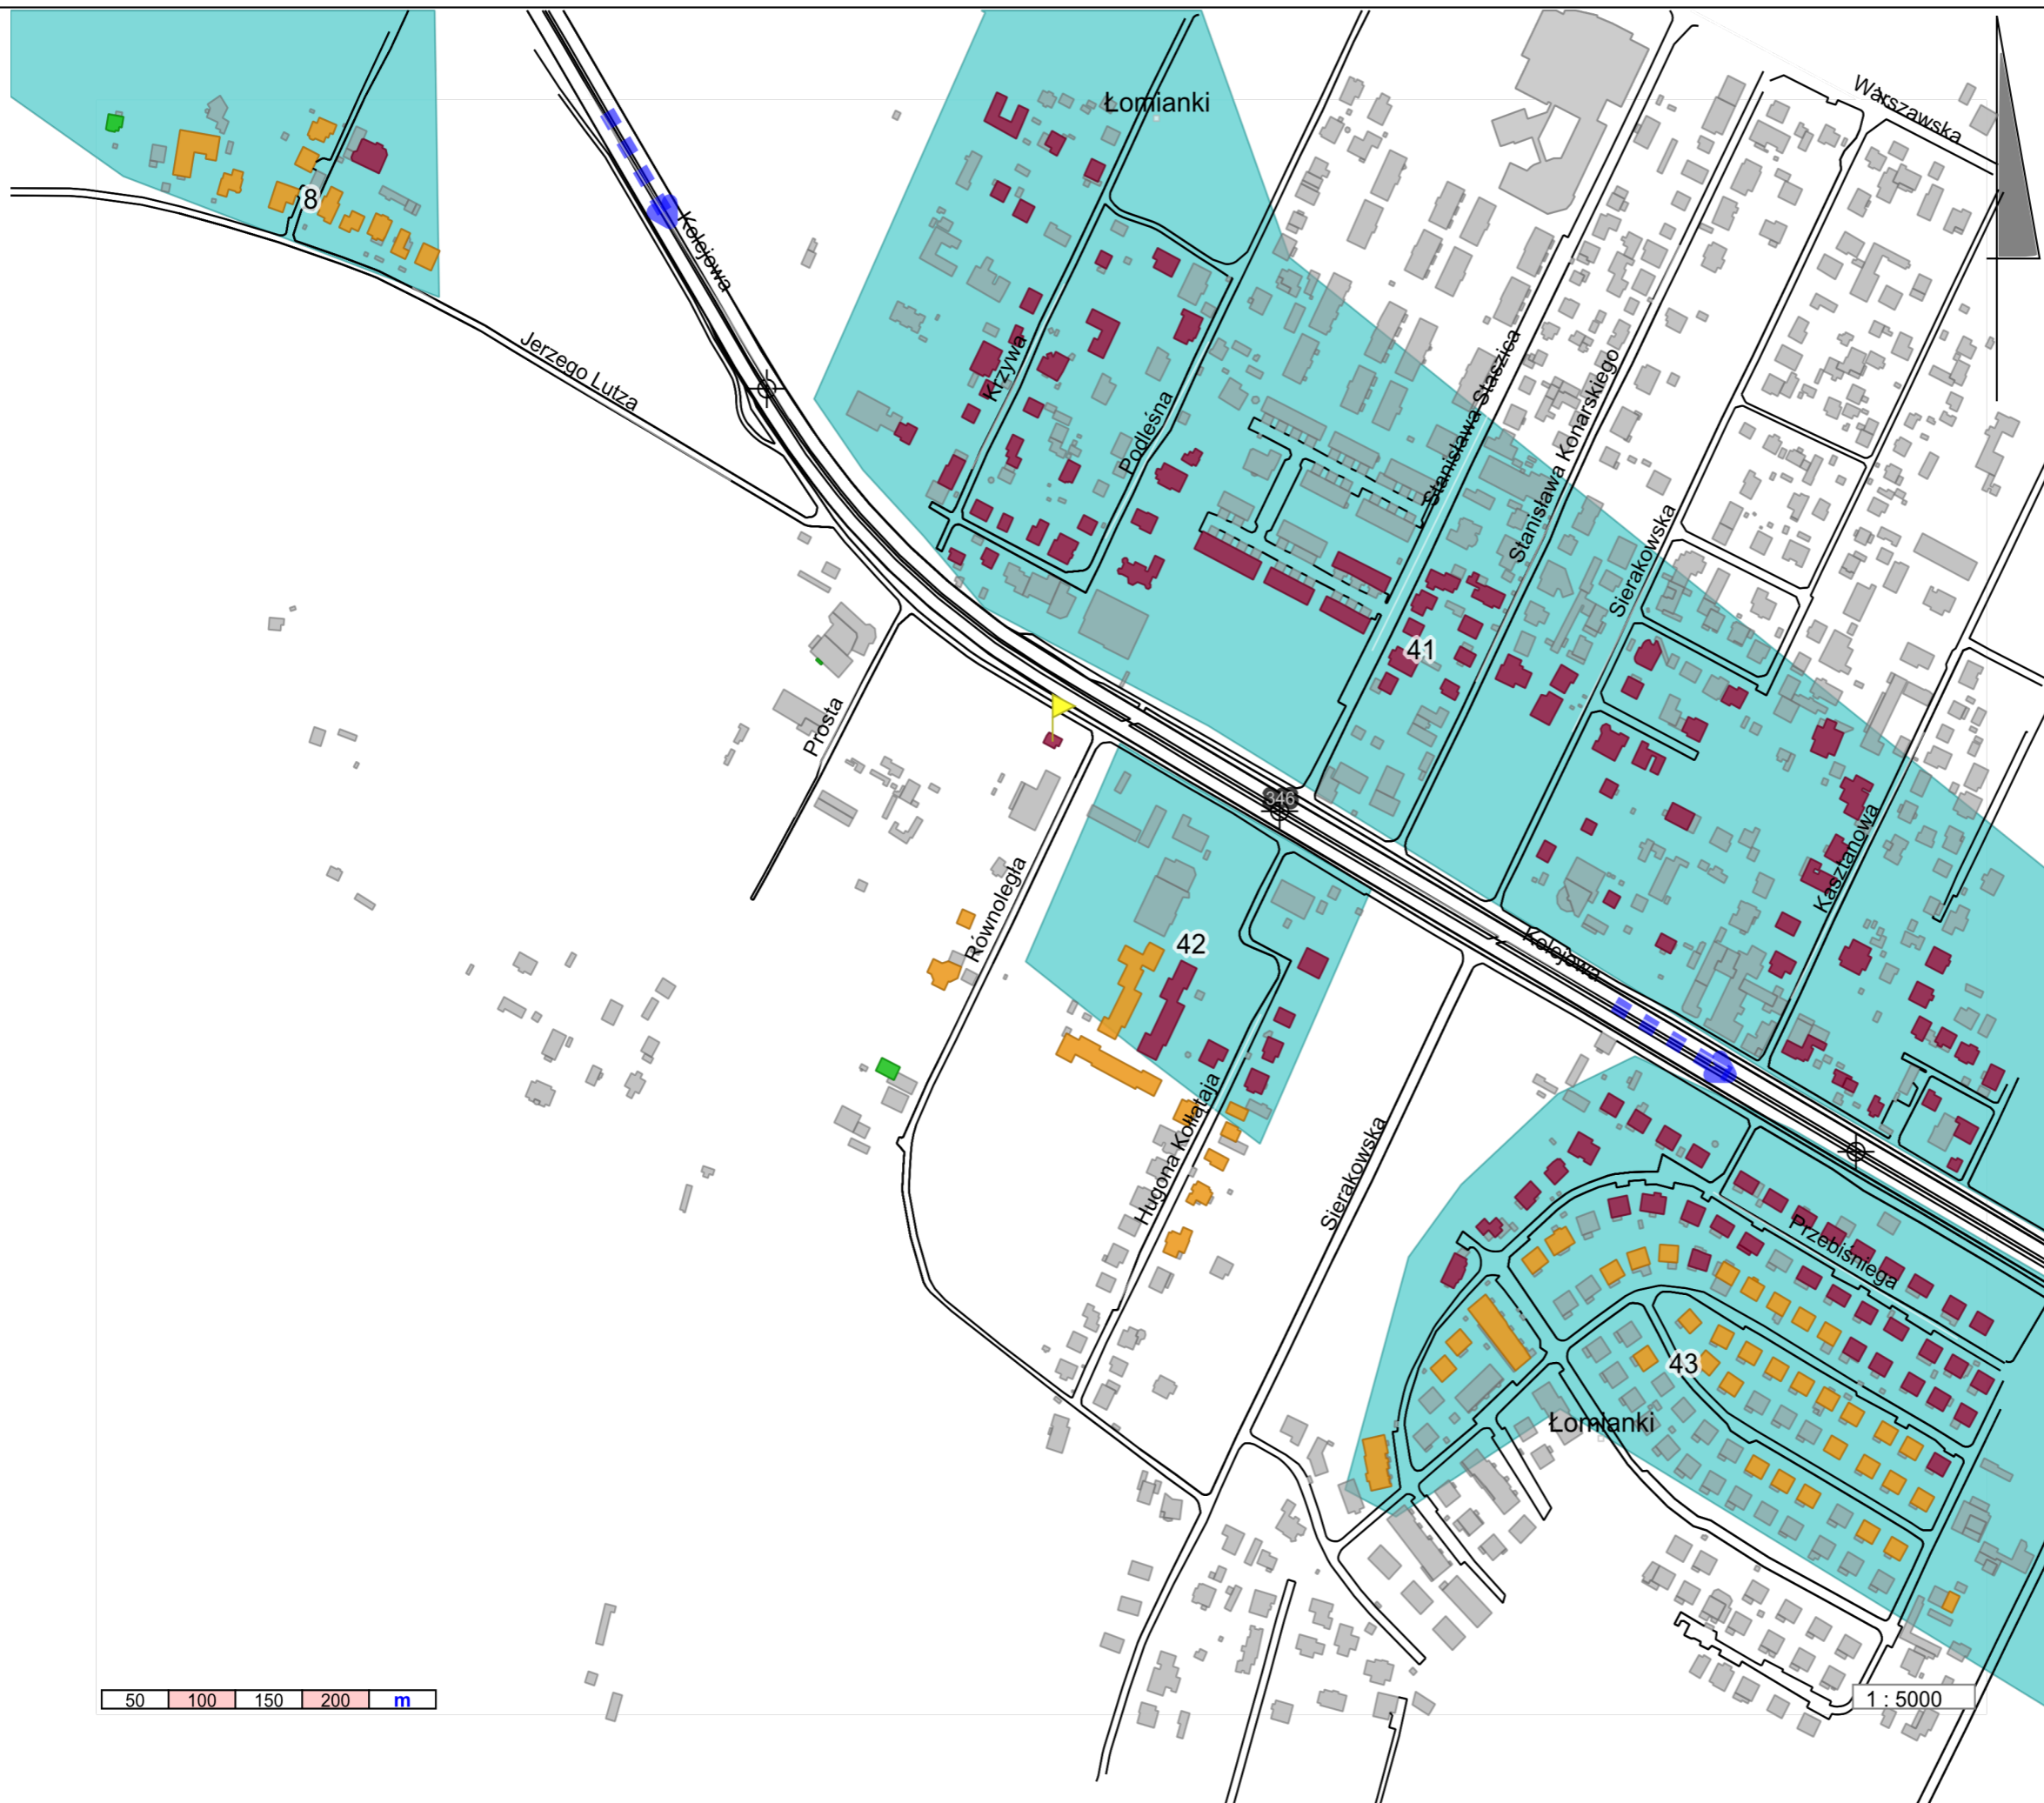 Warszawska
Łomianki
8
Kolejowa
Jerzego Lutza
Krzywa
Podleśna
Stanisława Staszica
Stanisława Konarskiego
Sierakowska
41
Prosta
346
Kasztanowa
Równoległa
42
Kolejowa
Hugona Kołłątaja
Sierakowska
Przebiśniega
43
Łomianki
50 100 150 200 m
1 : 5000